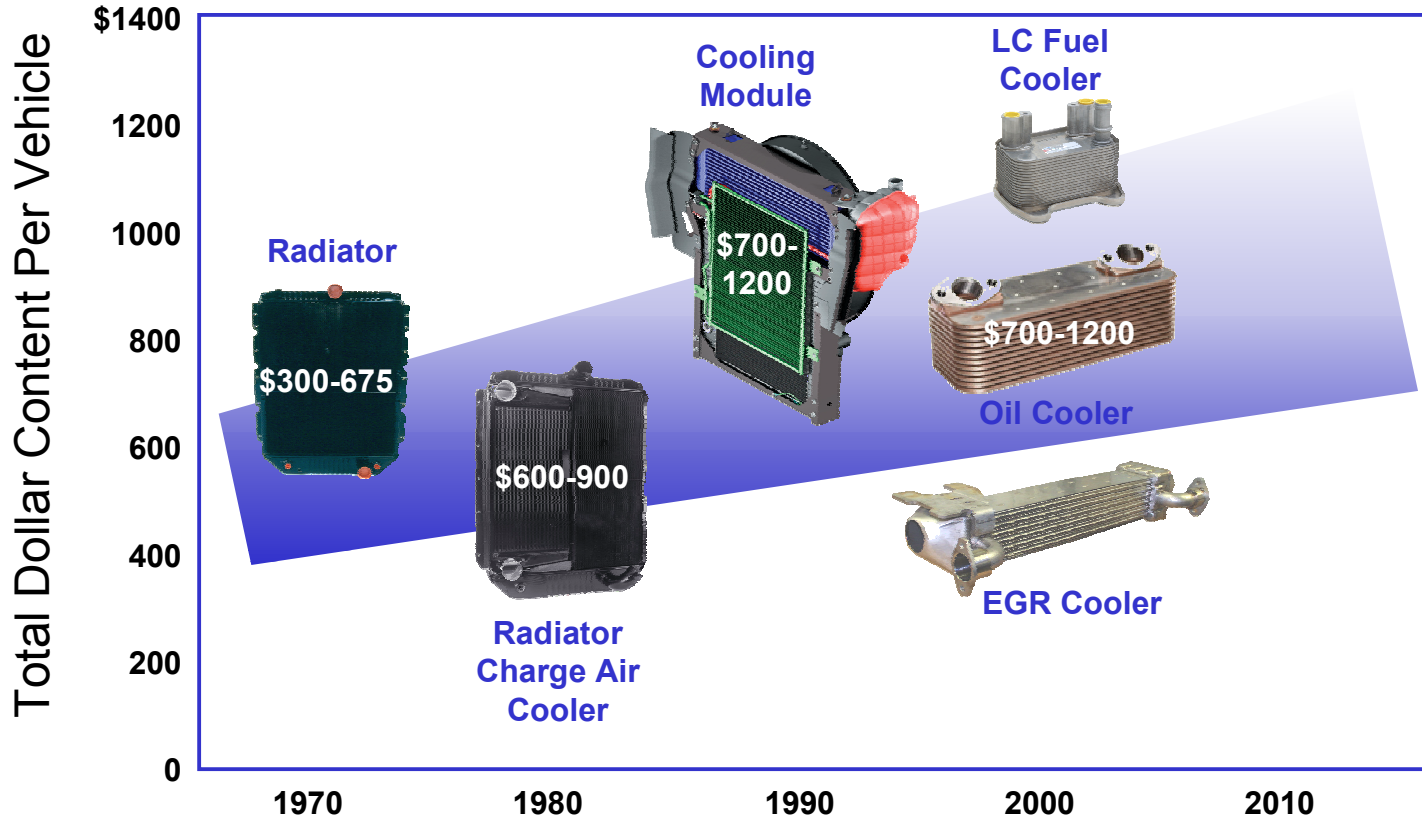 Total Dollar Content Per Vehicle
$1400
1200
1000
800
600
400
200
0
Radiator
$300-675
$600-900
Radiator
Charge Air
Cooler
Cooling
Module
$700-
1200
LC Fuel
Cooler
$700-1200
Oil Cooler
EGR Cooler
1970
1980
1990
2000
2010